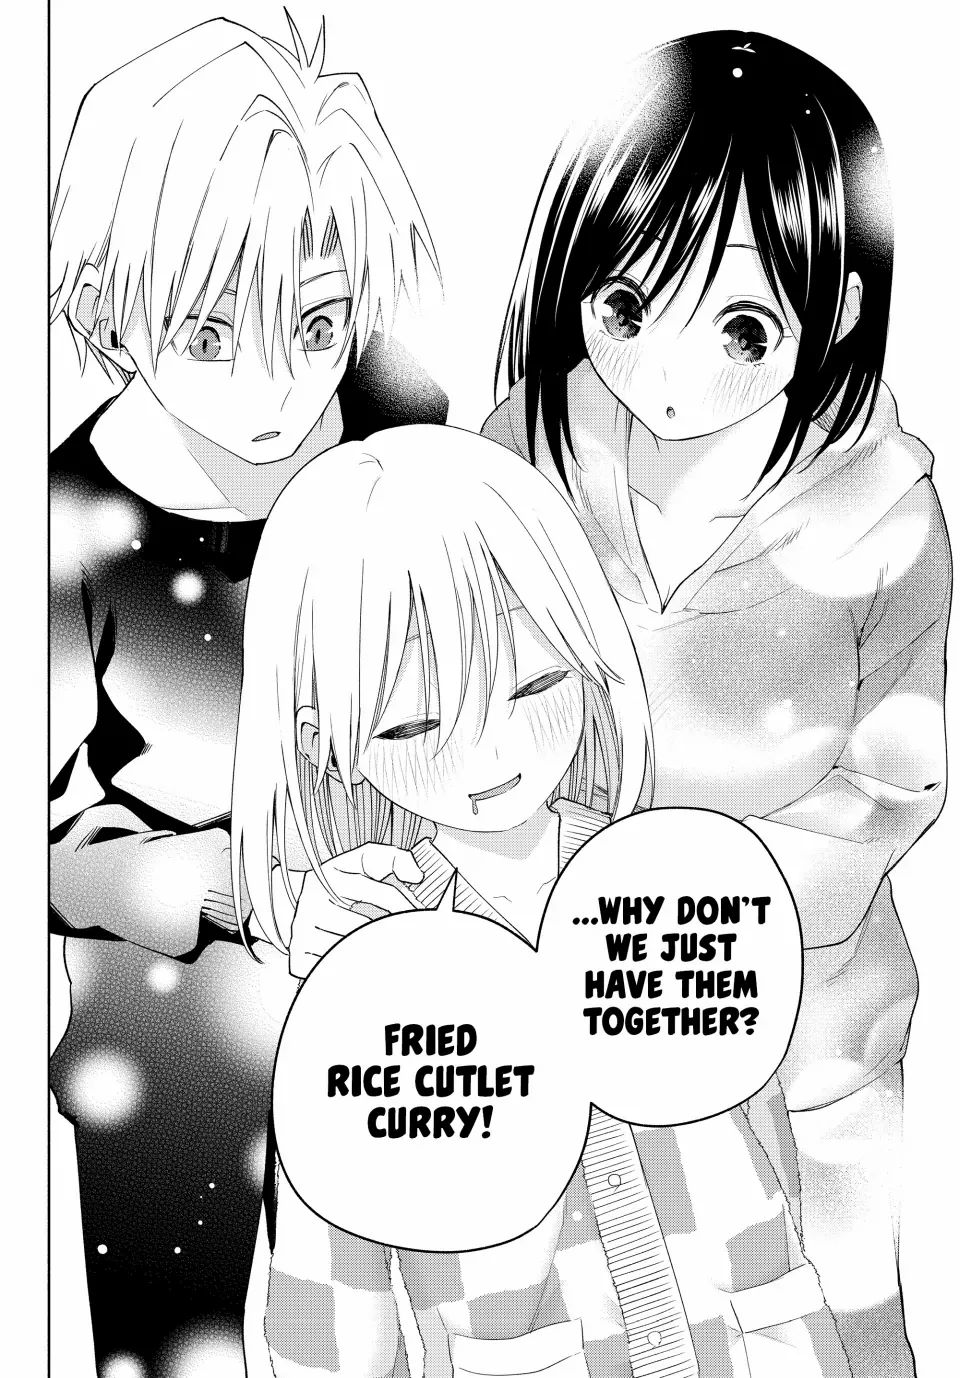 ...WHY DON'T
WE JUST
HAVE THEM
TOGETHER?
FRIED
RICE CUTLET
CURRY!